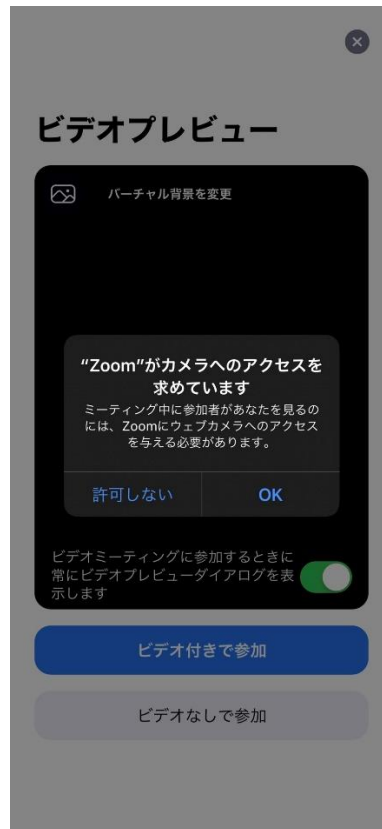 ビデオプレビュー
バーチャル背景を変更
“Zoom”がカメラへのアクセスを
求めています
ミーティング中に参加者があなたを見るの
には、Zoomにウェブカメラへのアクセス
を与える必要があります。
許可しない
OK
ビデオミーティングに参加するときに
常にビデオプレビューダイアログを表
示します
ビデオ付きで参加
ビデオなしで参加